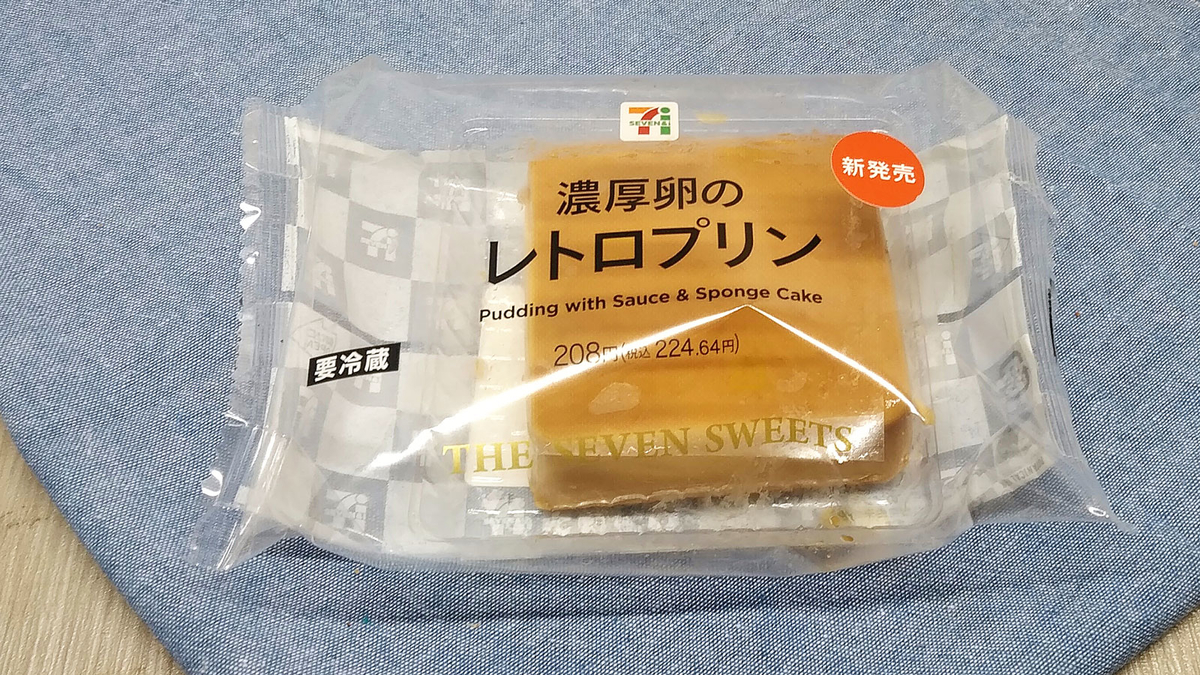 SEVEN&i
新発売
濃厚卵の
レトロプリン
Pudding with Sauce & Sponge Cake
208円(税込 224.64円)
要冷蔵
THE SEVEN SWEETS